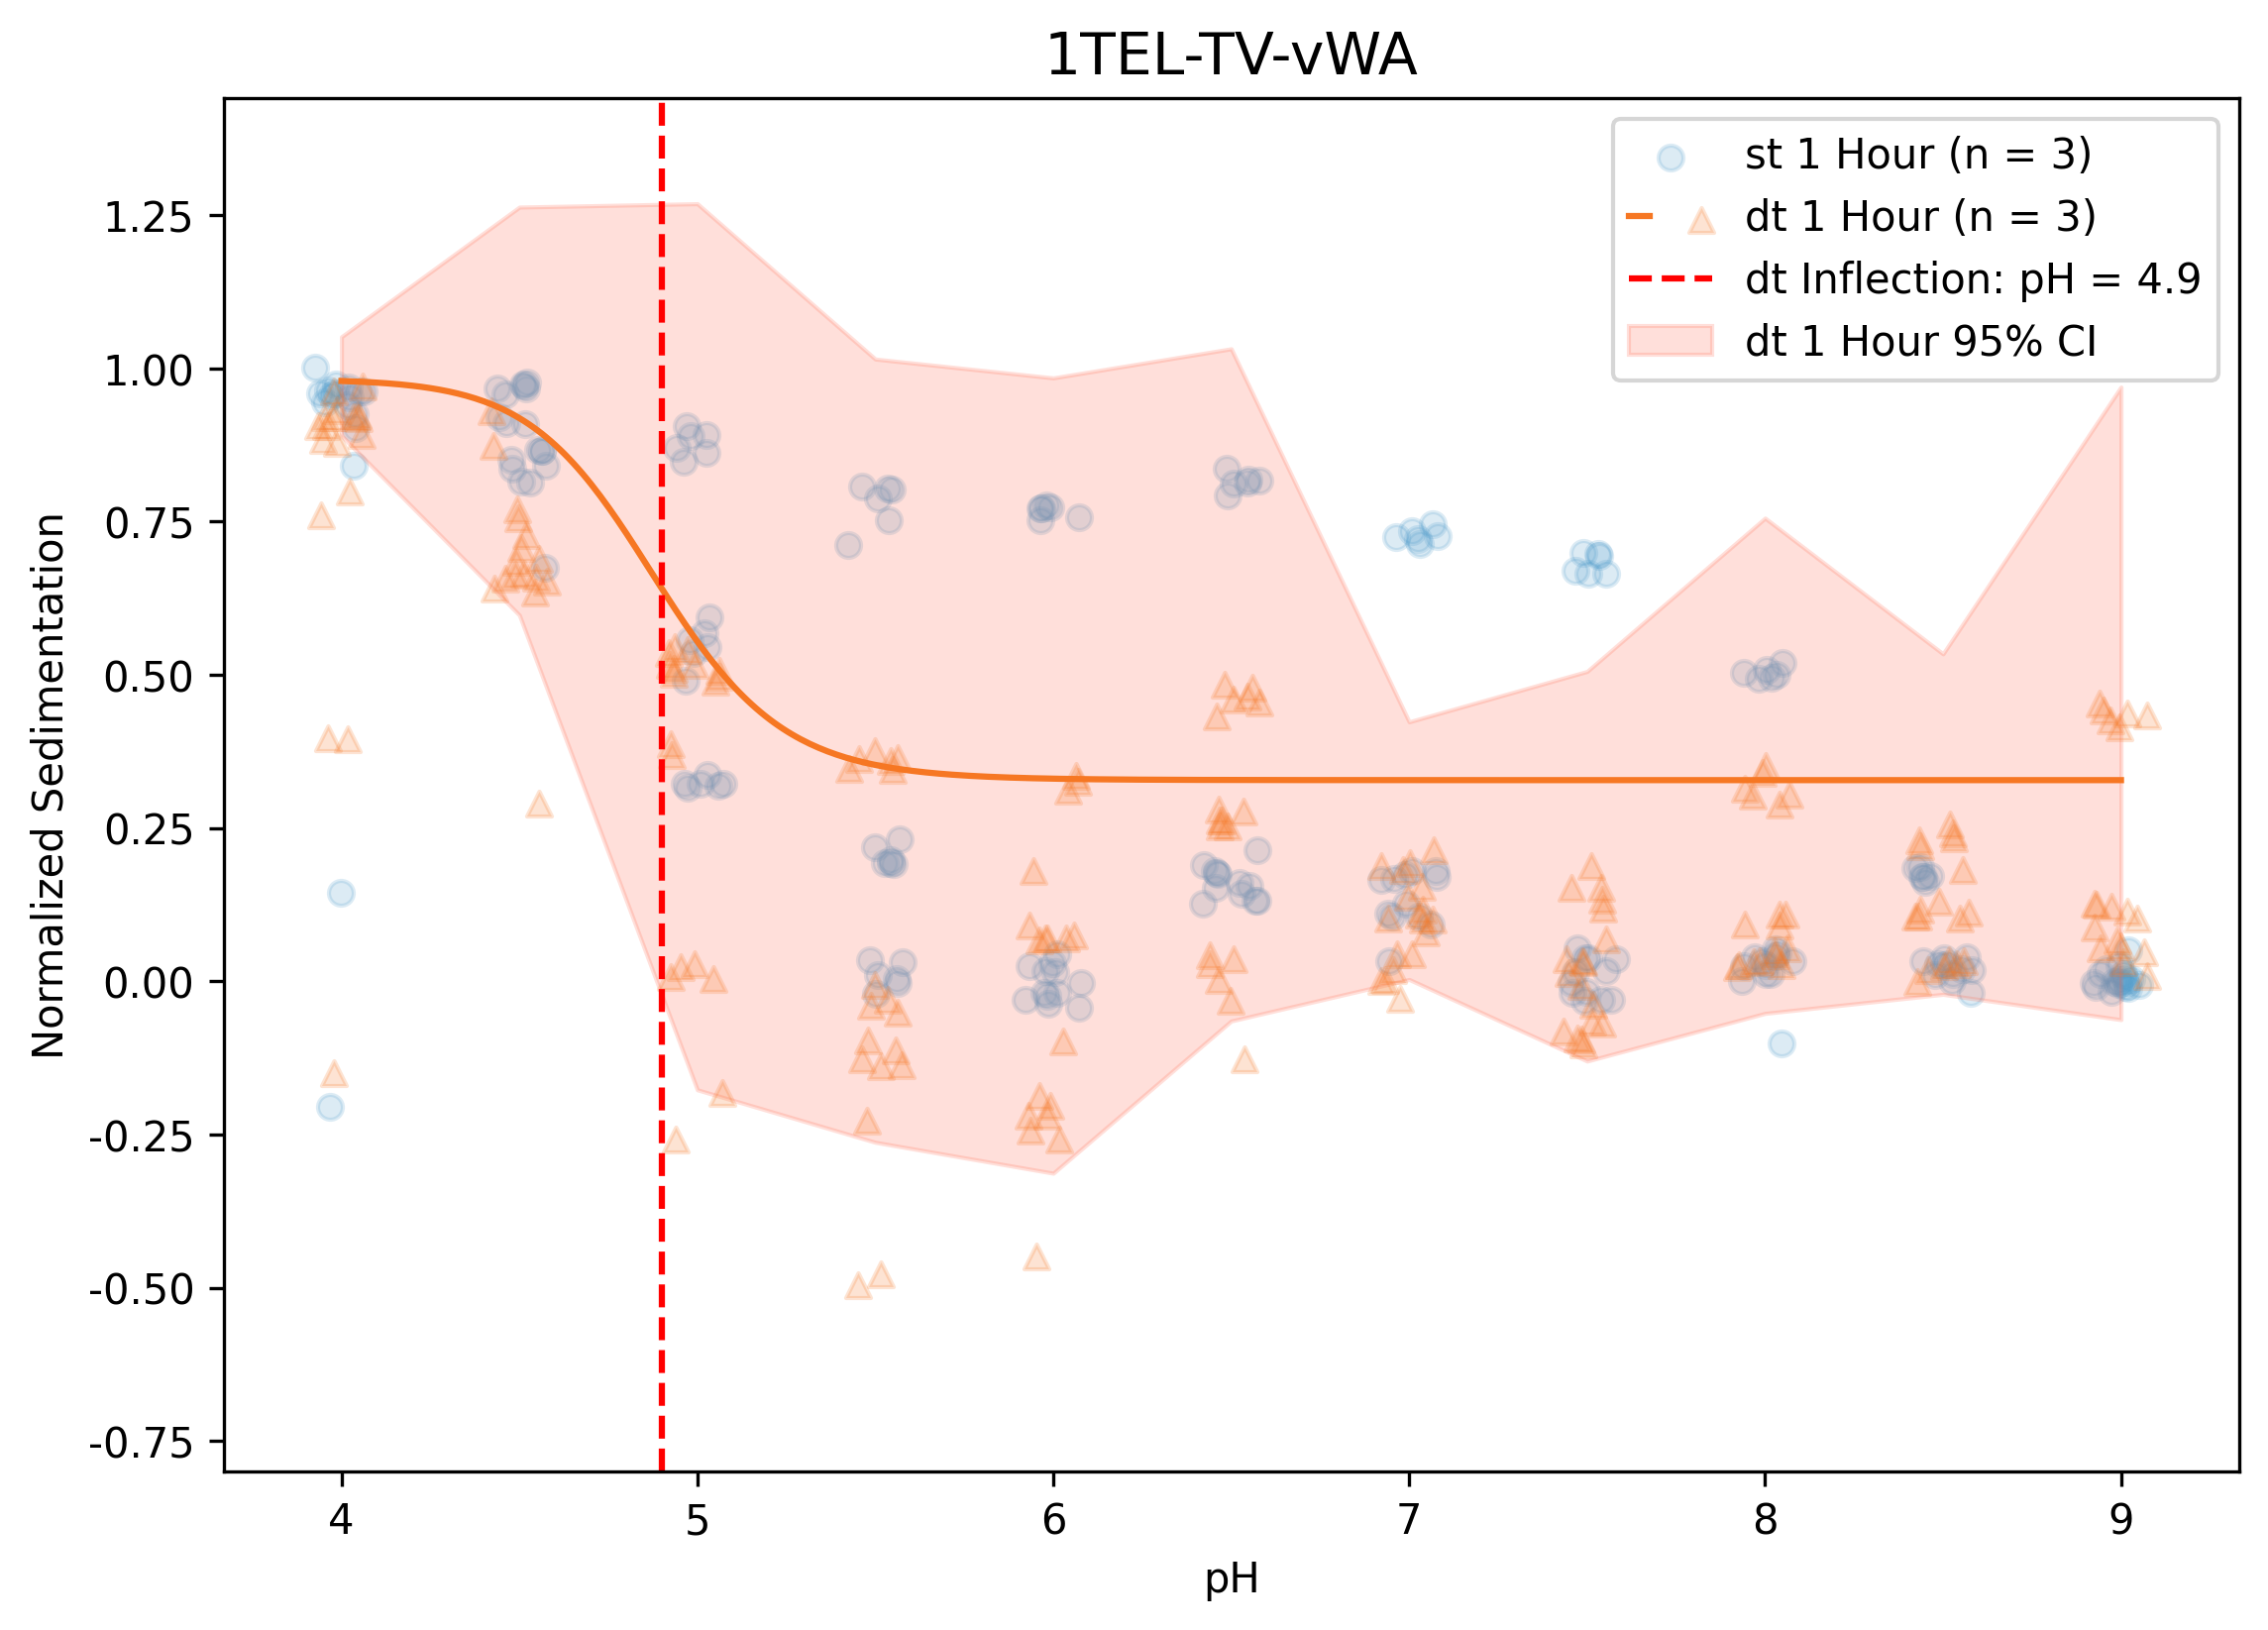 1TEL-TV-vWA
st 1 Hour (n = 3)
dt 1 Hour (n = 3)
dt Inflection: pH = 4.9
dt 1 Hour 95% CI
Normalized Sedimentation
1.25
1.00
0.75
0.50
0.25
0.00
-0.25
-0.50
-0.75
4 5 6 7 8 9
pH